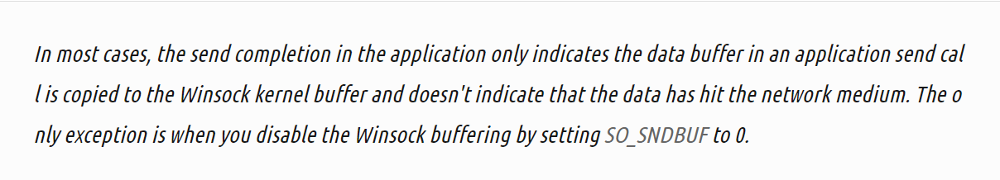 In most cases, the send completion in the application only indicates the data buffer in an application send cal
l is copied to the Winsock kernel buffer and doesn't indicate that the data has hit the network medium. The o
nly exception is when you disable the Winsock buffering by setting SO_SNDBUF to 0.